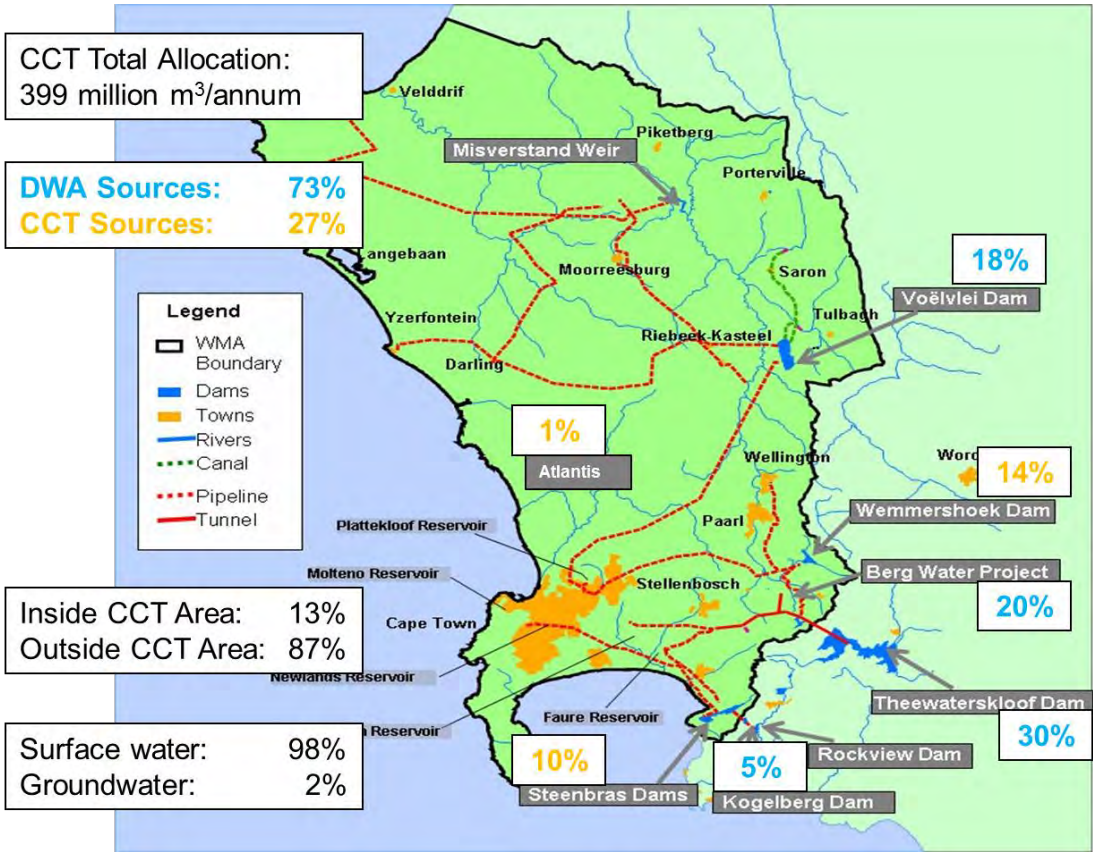 CCT Total Allocation:
399 million m³/annum
DWA Sources: 73%
CCT Sources: 27%
Velddrif
Piketberg
Misverstand Weir
Porterville
Langebaan
Moorreesburg
Saron
18%
Voëlvlei Dam
Tulbagh
Yzerfontein
Riebeek-Kasteel
Darling
Legend
WMA
Boundary
Dams
Towns
Rivers
Canal
Pipeline
Tunnel
1%
Atlantis
Wellington
14%
Wemmershoek Dam
Paarl
Plattekloof Reservoir
Berg Water Project
20%
Molteno Reservoir
Stellenbosch
Cape Town
Inside CCT Area: 13%
Outside CCT Area: 87%
Newlands Reservoir
Theewaterskloof Dam
30%
Reservoir
Faure Reservoir
Surface water: 98%
Groundwater: 2%
Rockview Dam
10%
Steenbras Dams
5%
Kogelberg Dam